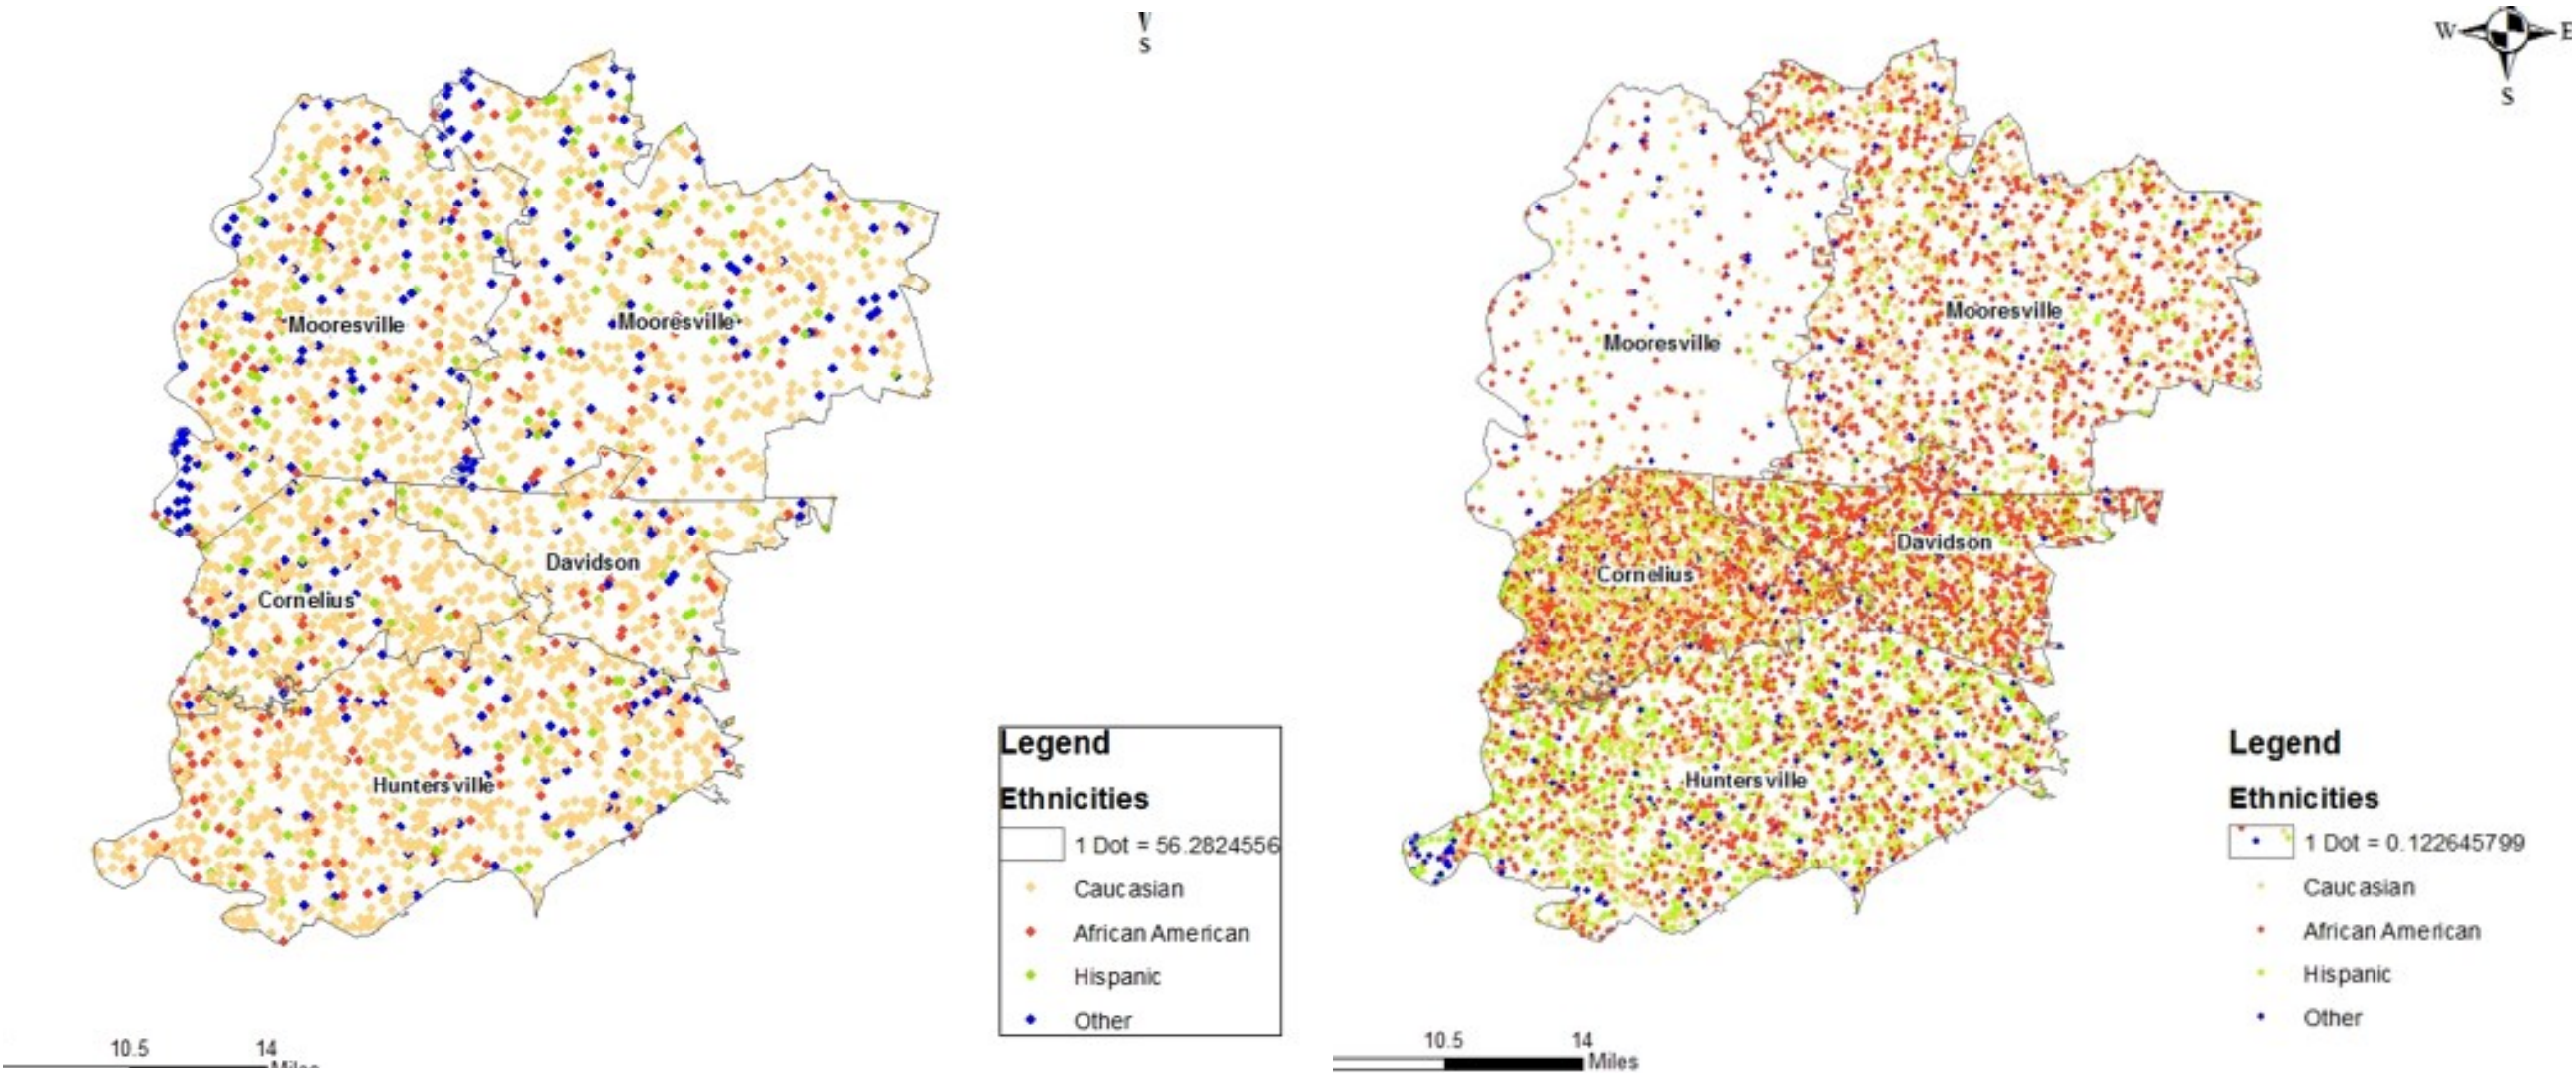 S
Mooresville
Mooresville
Davidson
Cornelius
Huntersville
Legend
Ethnicities
1 Dot = 56.2824556
Caucasian
African American
Hispanic
Other
10.5 14
Miles
W E
S
Mooresville
Mooresville
Davidson
Cornelius
Huntersville
Legend
Ethnicities
1 Dot = 0.122645799
Caucasian
African American
Hispanic
Other
10.5 14
Miles